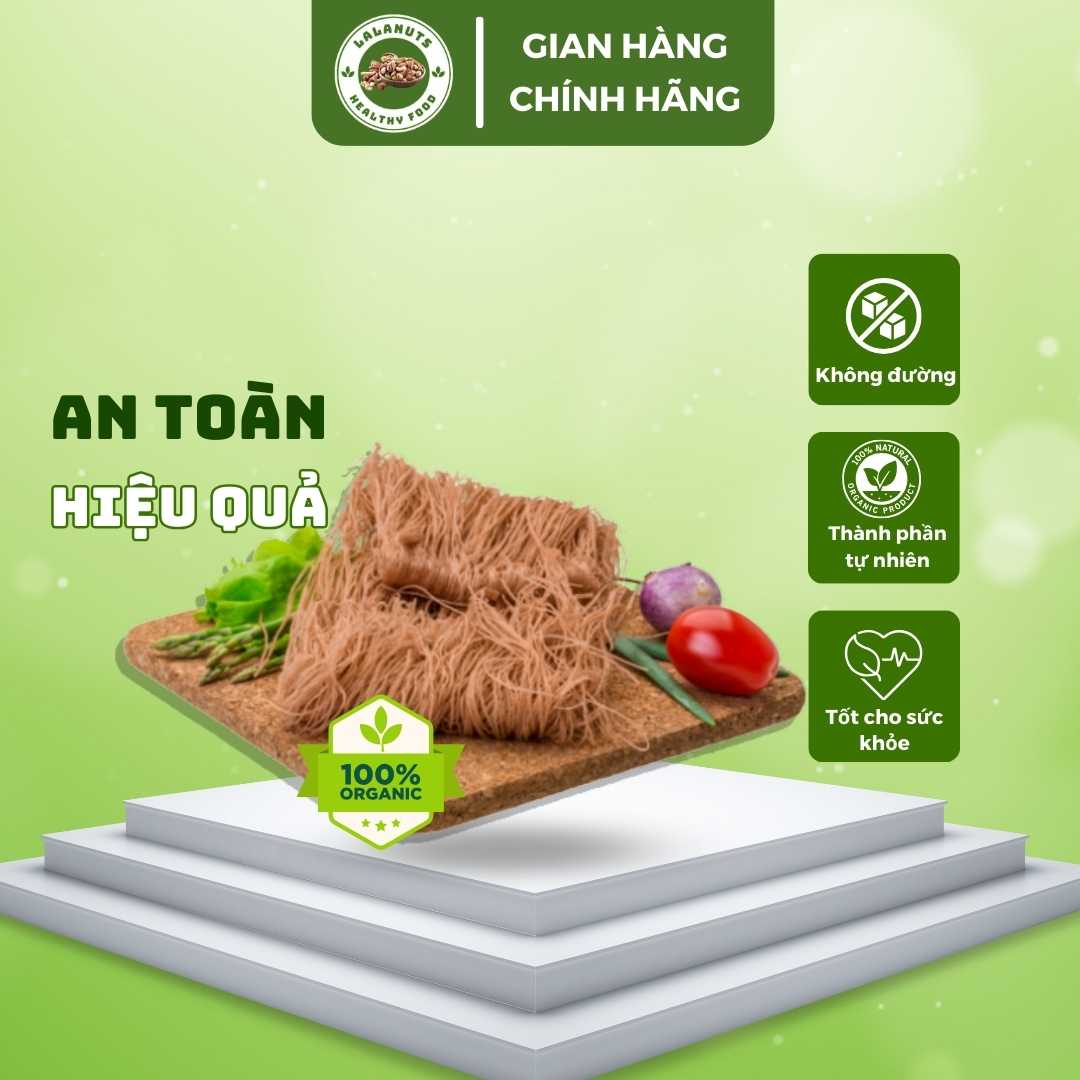 LALANUTS
HEALTHY FOOD
GIAN HÀNG
CHÍNH HÃNG
AN TOÀN
HIỆU QUẢ
Không đường
100% NATURAL
ORGANIC PRODUCT
Thành phần
tự nhiên
Tốt cho sức
khỏe
100%
ORGANIC